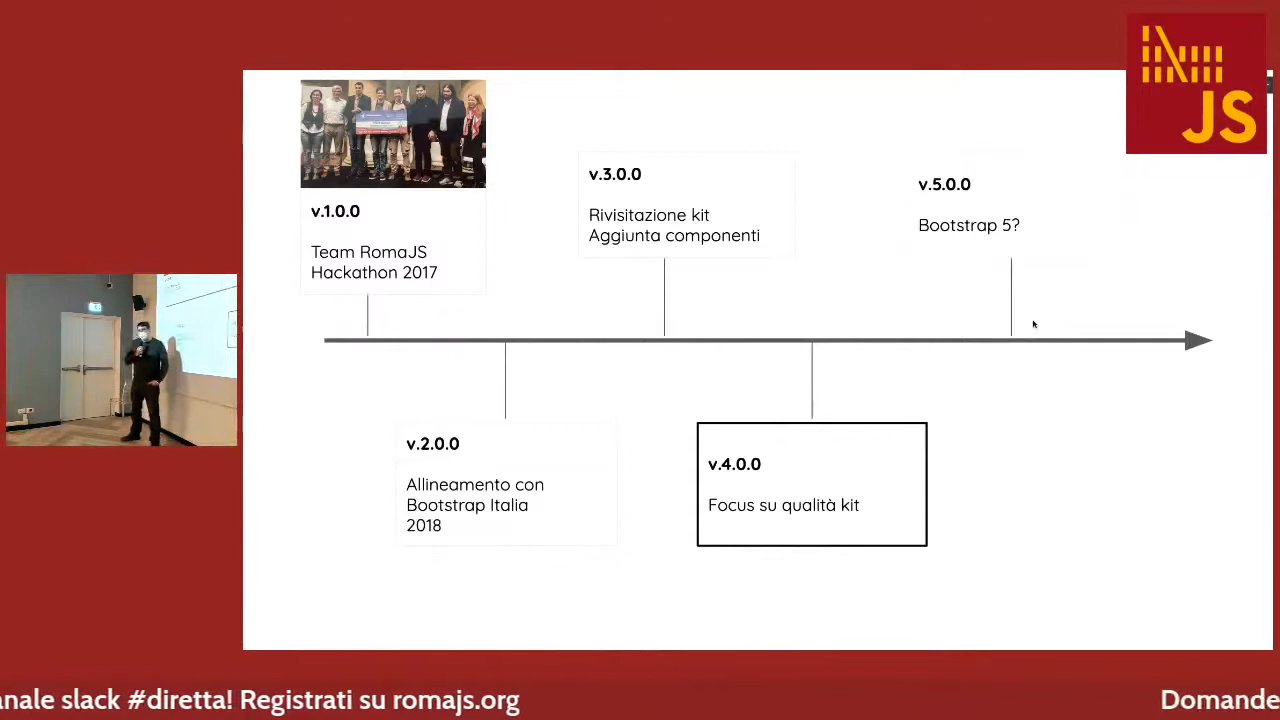 JS
v.1.0.0
Team RomaJS
Hackathon 2017
v.3.0.0
Rivisitazione kit
Aggiunta componenti
v.5.0.0
Bootstrap 5?
v.2.0.0
Allineamento con
Bootstrap Italia
2018
v.4.0.0
Focus su qualità kit
anale slack #diretta! Registrati su romajs.org
Domande